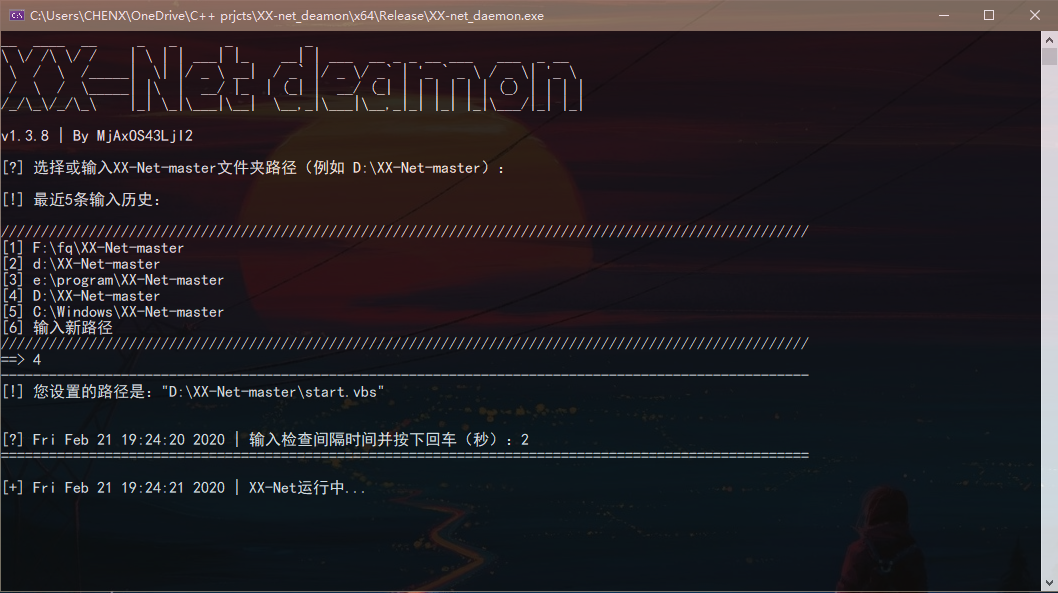 C:\Users\CHENX\OneDrive\C++ prjcts\XX-net_deamon\x64\Release\XX-net_daemon.exe
XX-Net deamon
v1.3.8 | By MjAxOS43LjI2
[?] 选择或输入XX-Net-master文件夹路径（例如 D:\XX-Net-master）：
[!] 最近5条输入历史：
/////////////////////////////////////////////////////////////////////////////////////////////////////
[1] F:\fq\XX-Net-master
[2] d:\XX-Net-master
[3] e:\program\XX-Net-master
[4] D:\XX-Net-master
[5] C:\Windows\XX-Net-master
[6] 输入新路径
/////////////////////////////////////////////////////////////////////////////////////////////////////
==> 4
-----------------------------------------------------------------------------------------------------
[!] 您设置的路径是："D:\XX-Net-master\start.vbs"
[?] Fri Feb 21 19:24:20 2020 | 输入检查间隔时间并按下回车（秒）：2
=====================================================================================================
[+] Fri Feb 21 19:24:21 2020 | XX-Net运行中...